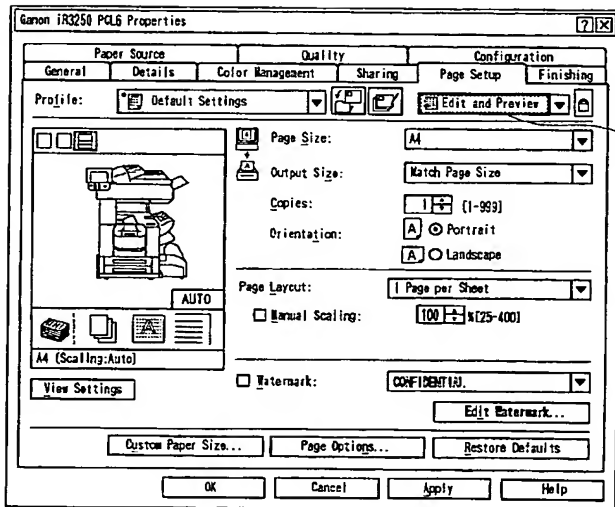 Ganon iR3250 PCL6 Properties
Paper Source Quality Configuration
General Details Color Management Sharing Page Setup Finishing
Profile: Default Settings Edit and Preview
Page Size: A4
Output Size: Match Page Size
Copies: 1 [1-999]
Orientation: A Portrait
A Landscape
AUTO
Page Layout: 1 Page per Sheet
Manual Scaling: 100 %[25-400]
A4 (Scaling:Auto)
View Settings
Watermark: CONFIDENTIAL
Edit Watermark...
Custom Paper Size... Page Options... Restore Defaults
OK Cancel Apply Help